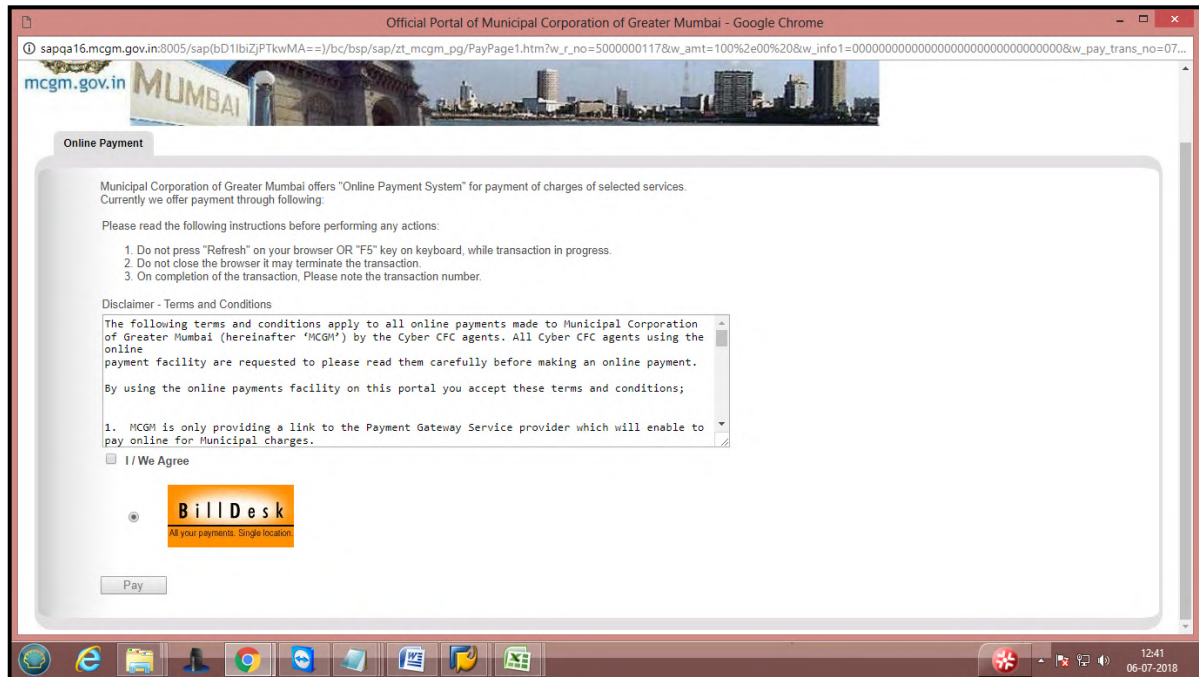 Official Portal of Municipal Corporation of Greater Mumbai - Google Chrome
sapqa16.mcgm.gov.in:8005/sap(bD1lbiZjPTkwMA==)/bc/bsp/sap/zt_mcgm_pg/PayPage1.htm?w_r_no=5000000117&w_amt=100%2e00%20&w_info1=00000000000000000000000000000000&w_pay_trans_no=07...
mcgm.gov.in
MUMBAI
Online Payment
Municipal Corporation of Greater Mumbai offers "Online Payment System" for payment of charges of selected services.
Currently we offer payment through following:
Please read the following instructions before performing any actions:
1. Do not press "Refresh" on your browser OR "F5" key on keyboard, while transaction in progress.
2. Do not close the browser it may terminate the transaction.
3. On completion of the transaction, Please note the transaction number.
Disclaimer - Terms and Conditions
The following terms and conditions apply to all online payments made to Municipal Corporation
of Greater Mumbai (hereinafter ‘MCGM’) by the Cyber CFC agents. All Cyber CFC agents using the
online
payment facility are requested to please read them carefully before making an online payment.
By using the online payments facility on this portal you accept these terms and conditions;
1. MCGM is only providing a link to the Payment Gateway Service provider which will enable to
pay online for Municipal charges.
I / We Agree
BillDesk
All your payments. Single location.
Pay
12:41
06-07-2018